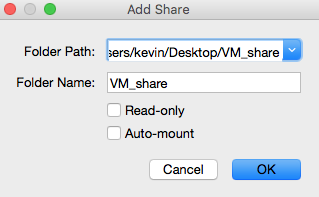 Add Share
Folder Path: sers/kevin/Desktop/VM_share
Folder Name: VM_share
Read-only
Auto-mount
Cancel OK